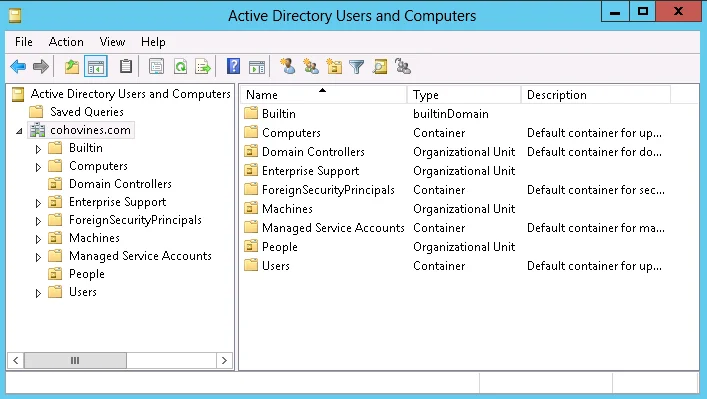 Active Directory Users and Computers
File Action View Help
Active Directory Users and Computers
Saved Queries
cohovines.com
Builtin
Computers
Domain Controllers
Enterprise Support
ForeignSecurityPrincipals
Machines
Managed Service Accounts
People
Users
Name Type Description
Builtin builtinDomain
Computers Container Default container for up...
Domain Controllers Organizational Unit Default container for do...
Enterprise Support Organizational Unit
ForeignSecurityPrincipals Container Default container for sec...
Machines Organizational Unit
Managed Service Accounts Container Default container for ma...
People Organizational Unit
Users Container Default container for up...